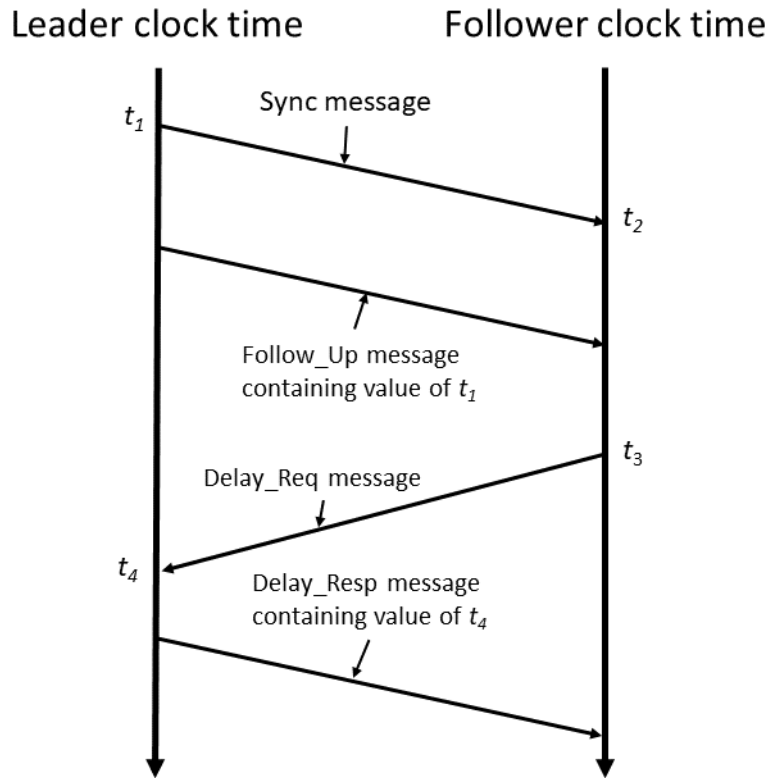 Leader clock time
Follower clock time
Sync message
t₁
t₂
Follow_Up message
containing value of t₁
t₃
Delay_Req message
t₄
Delay_Resp message
containing value of t₄